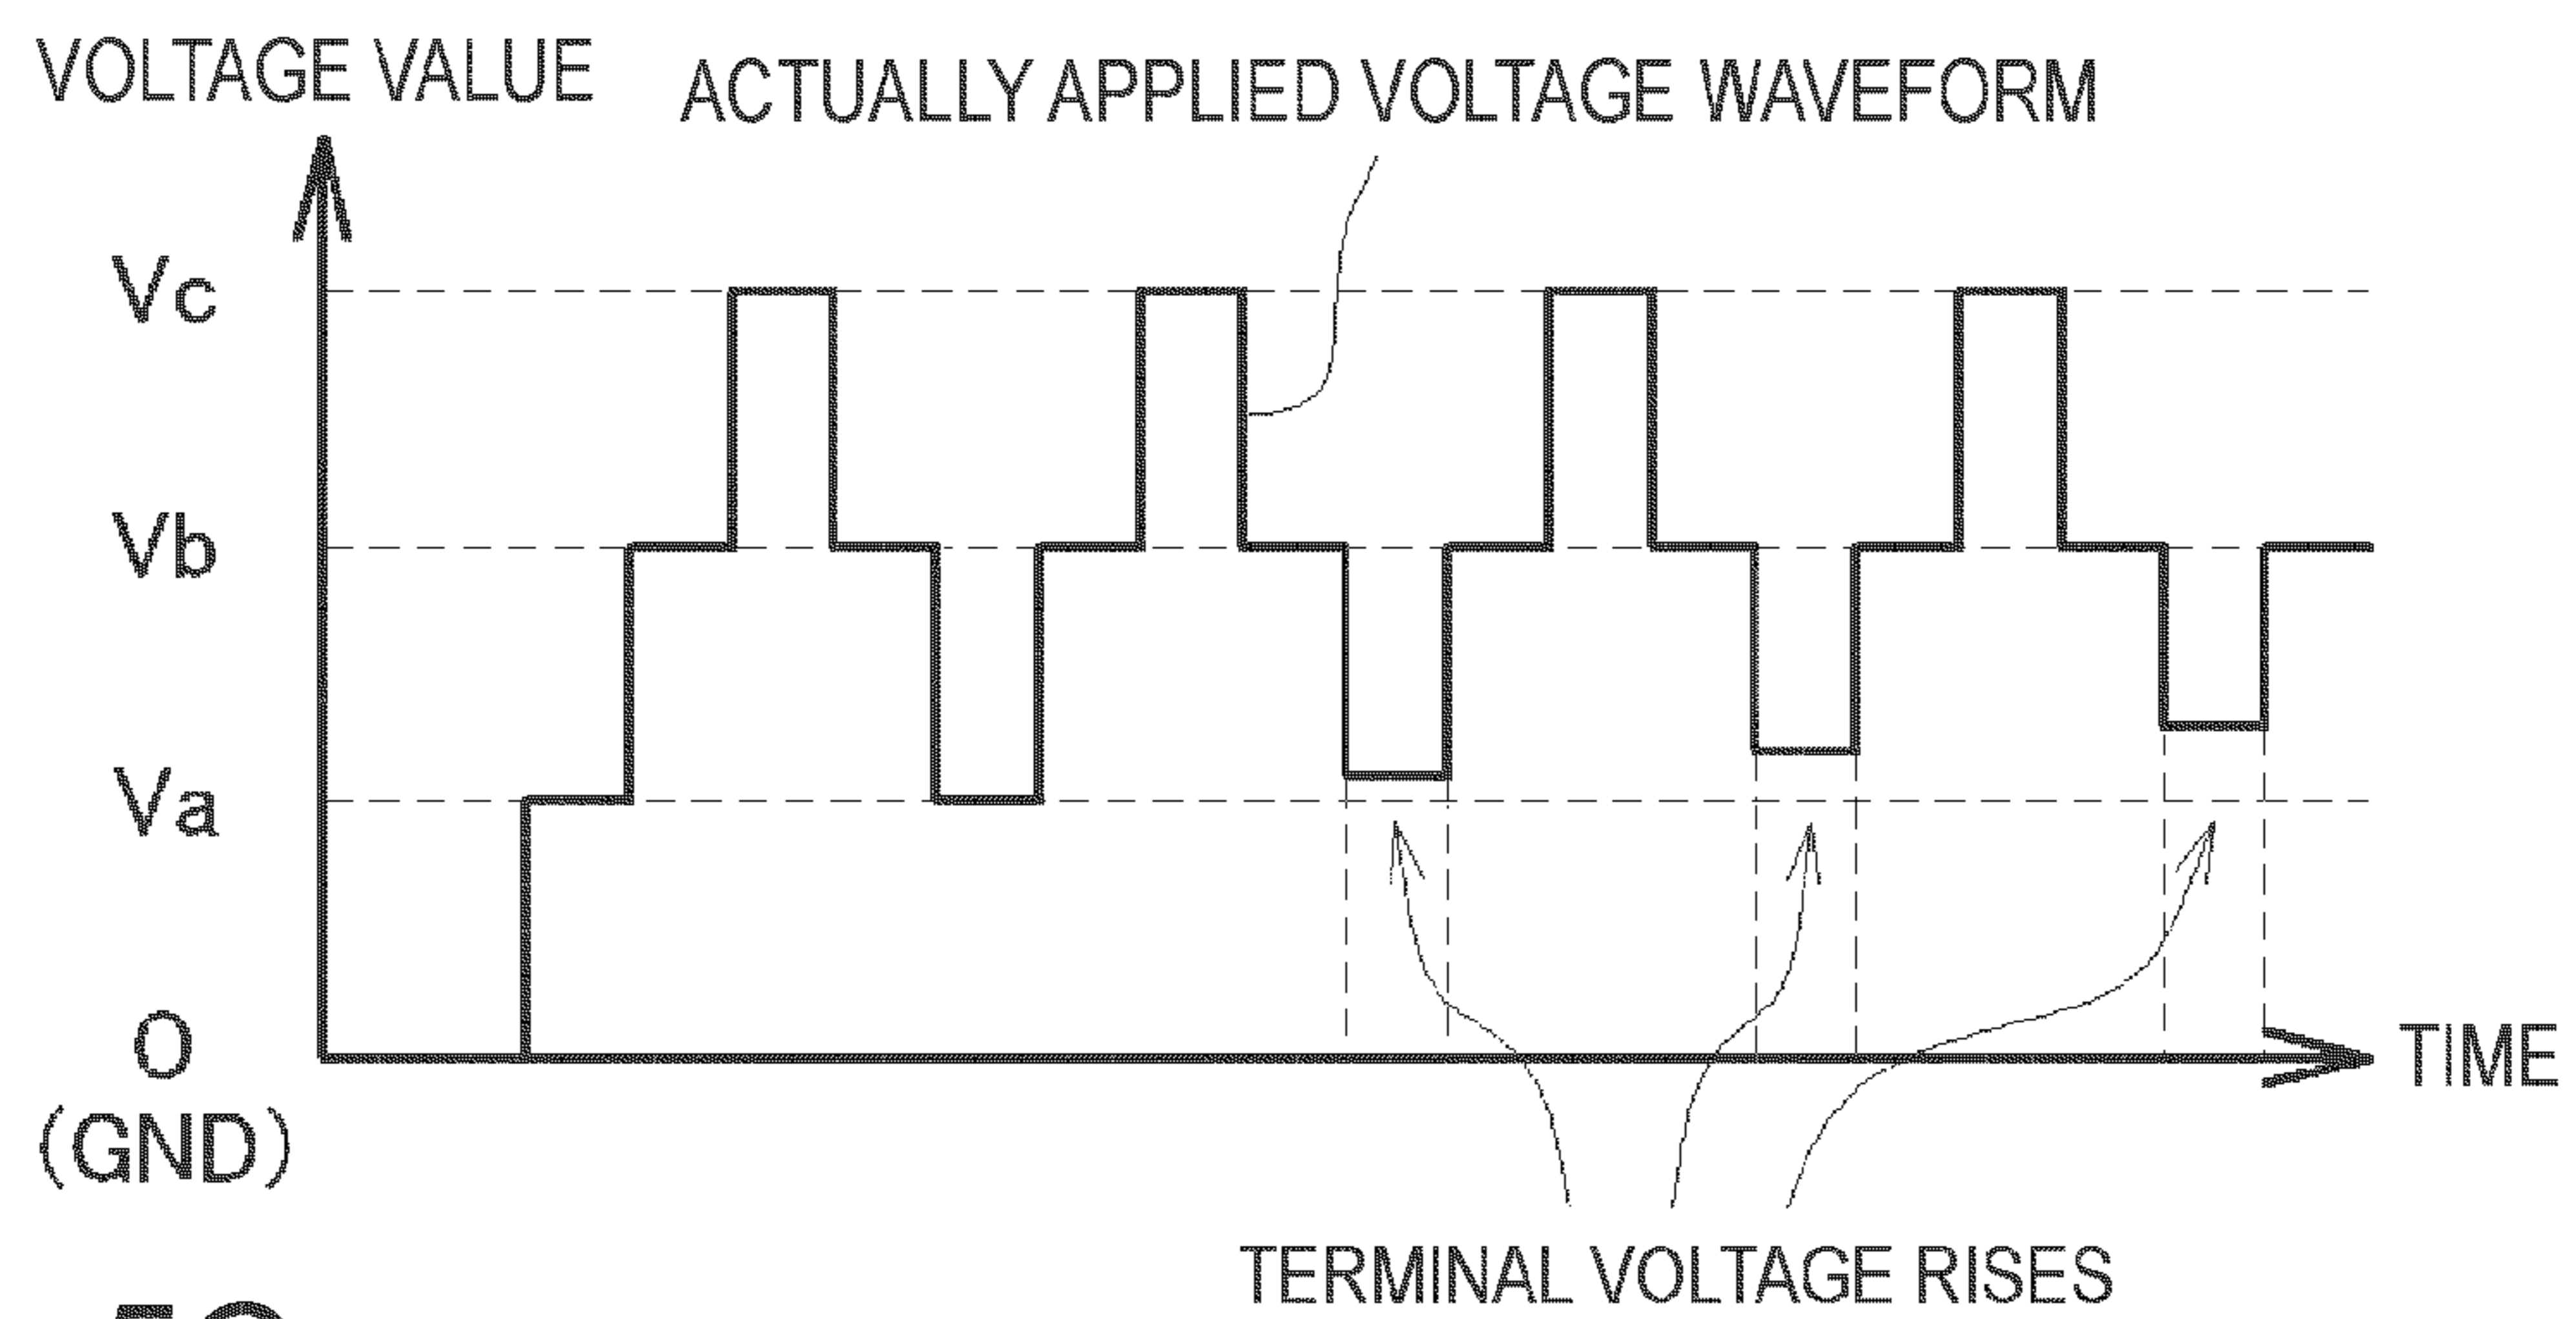 VOLTAGE VALUE
ACTUALLY APPLIED VOLTAGE WAVEFORM
Vc
Vb
Va
O
(GND)
TIME
TERMINAL VOLTAGE RISES